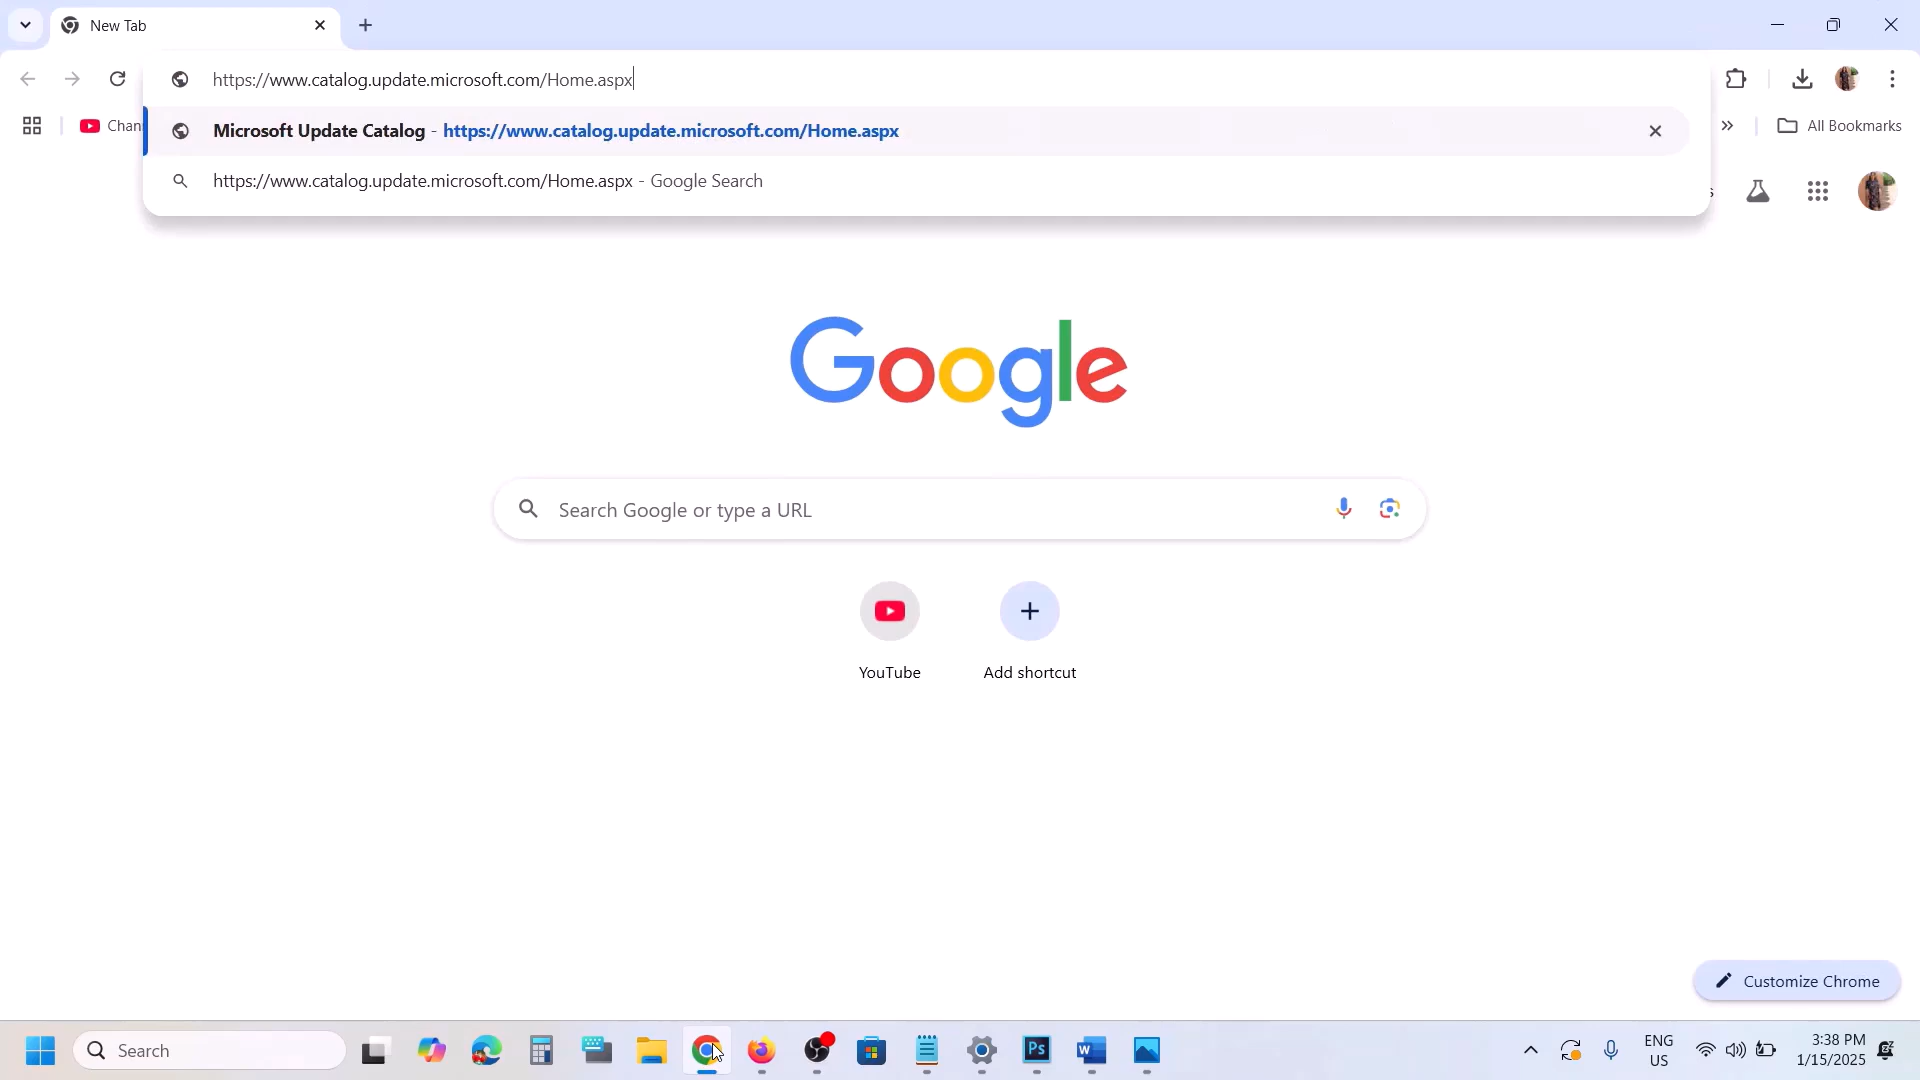 New Tab
https://www.catalog.update.microsoft.com/Home.aspx
Microsoft Update Catalog - https://www.catalog.update.microsoft.com/Home.aspx
https://www.catalog.update.microsoft.com/Home.aspx - Google Search
Chan
All Bookmarks
s
Google
Search Google or type a URL
YouTube
Add shortcut
Customize Chrome
Search
Ps
W
ENG
US
3:38 PM
1/15/2025